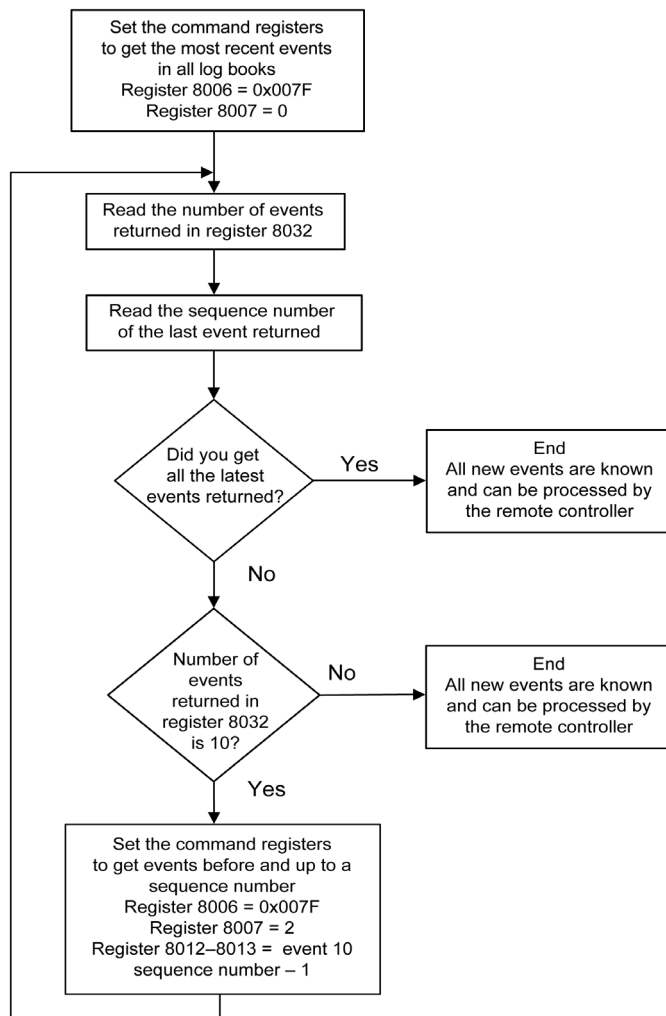 Set the command registers
to get the most recent events
in all log books
Register 8006 = 0x007F
Register 8007 = 0
Read the number of events
returned in register 8032
Read the sequence number
of the last event returned
Did you get
all the latest
events returned?
Yes
End
All new events are known
and can be processed by
the remote controller
No
Number of
events
returned in
register 8032
is 10?
No
End
All new events are known
and can be processed by
the remote controller
Yes
Set the command registers
to get events before and up to a
sequence number
Register 8006 = 0x007F
Register 8007 = 2
Register 8012–8013 =  event 10
sequence number – 1